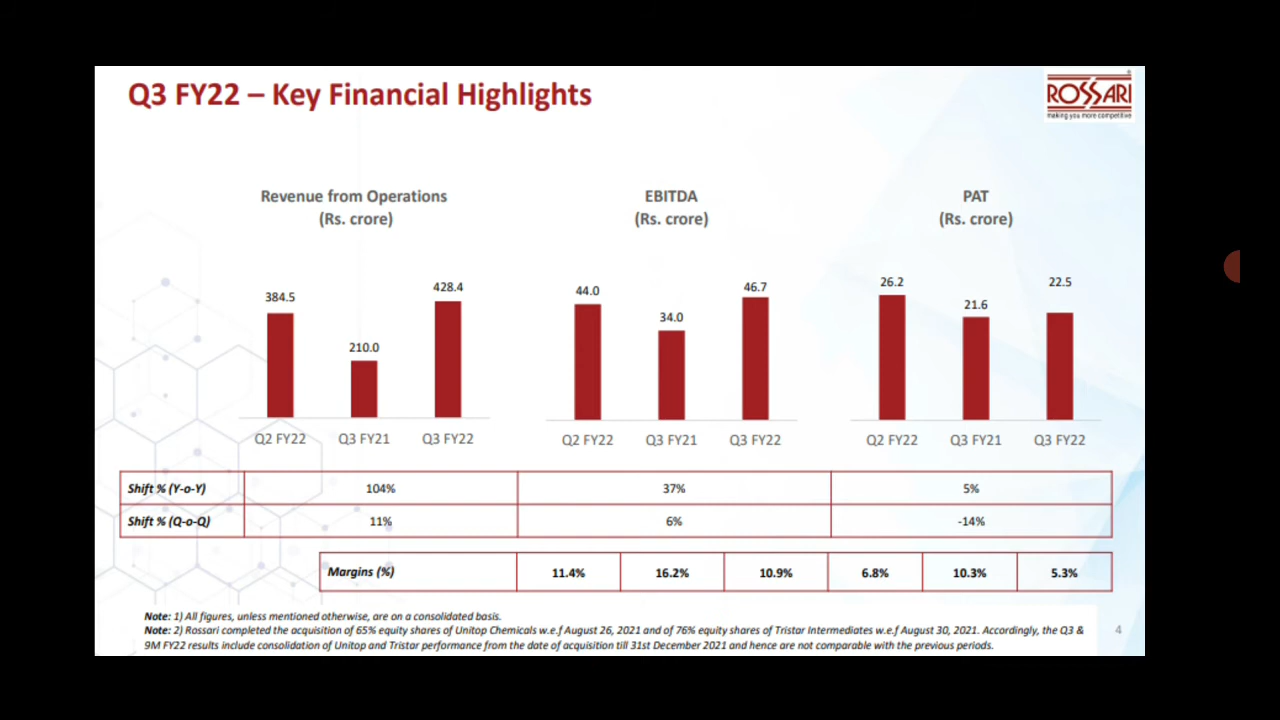 Q3 FY22 – Key Financial Highlights
ROSSARI
®
making you more competitive
Revenue from Operations
(Rs. crore)
384.5
210.0
428.4
Q2 FY22 Q3 FY21 Q3 FY22
EBITDA
(Rs. crore)
44.0
34.0
46.7
Q2 FY22 Q3 FY21 Q3 FY22
PAT
(Rs. crore)
26.2
21.6
22.5
Q2 FY22 Q3 FY21 Q3 FY22
Shift % (Y-o-Y) 104% 37% 5%
Shift % (Q-o-Q) 11% 6% -14%
Margins (%) 11.4% 16.2% 10.9% 6.8% 10.3% 5.3%
Note: 1) All figures, unless mentioned otherwise, are on a consolidated basis.
Note: 2) Rossari completed the acquisition of 65% equity shares of Unitop Chemicals w.e.f August 26, 2021 and of 76% equity shares of Tristar Intermediates w.e.f August 30, 2021. Accordingly, the Q3 &
9M FY22 results include consolidation of Unitop and Tristar performance from the date of acquisition till 31st December 2021 and hence are not comparable with the previous periods.
4